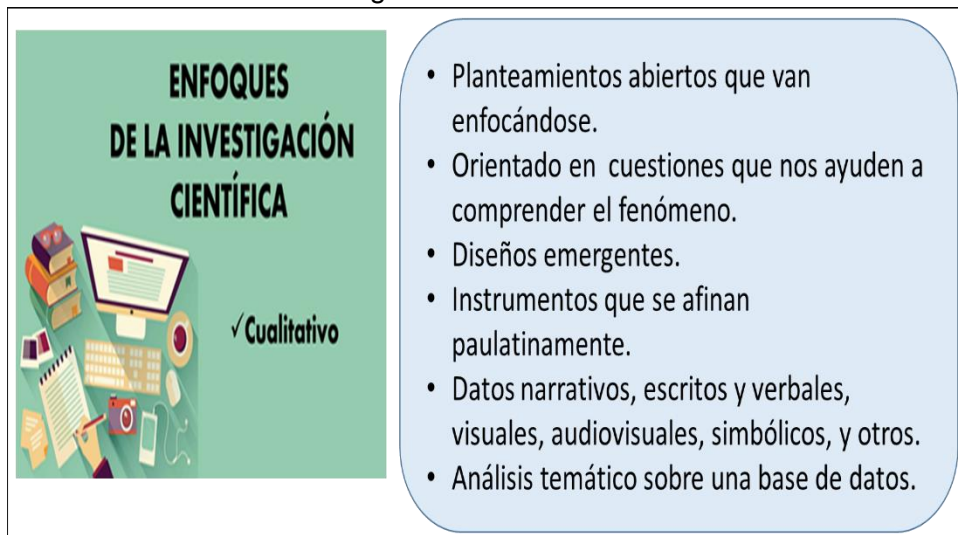 ENFOQUES
DE LA INVESTIGACIÓN
CIENTÍFICA
✓Cualitativo
• Planteamientos abiertos que van
enfocándose.
• Orientado en cuestiones que nos ayuden a
comprender el fenómeno.
• Diseños emergentes.
• Instrumentos que se afinan
paulatinamente.
• Datos narrativos, escritos y verbales,
visuales, audiovisuales, simbólicos, y otros.
• Análisis temático sobre una base de datos.